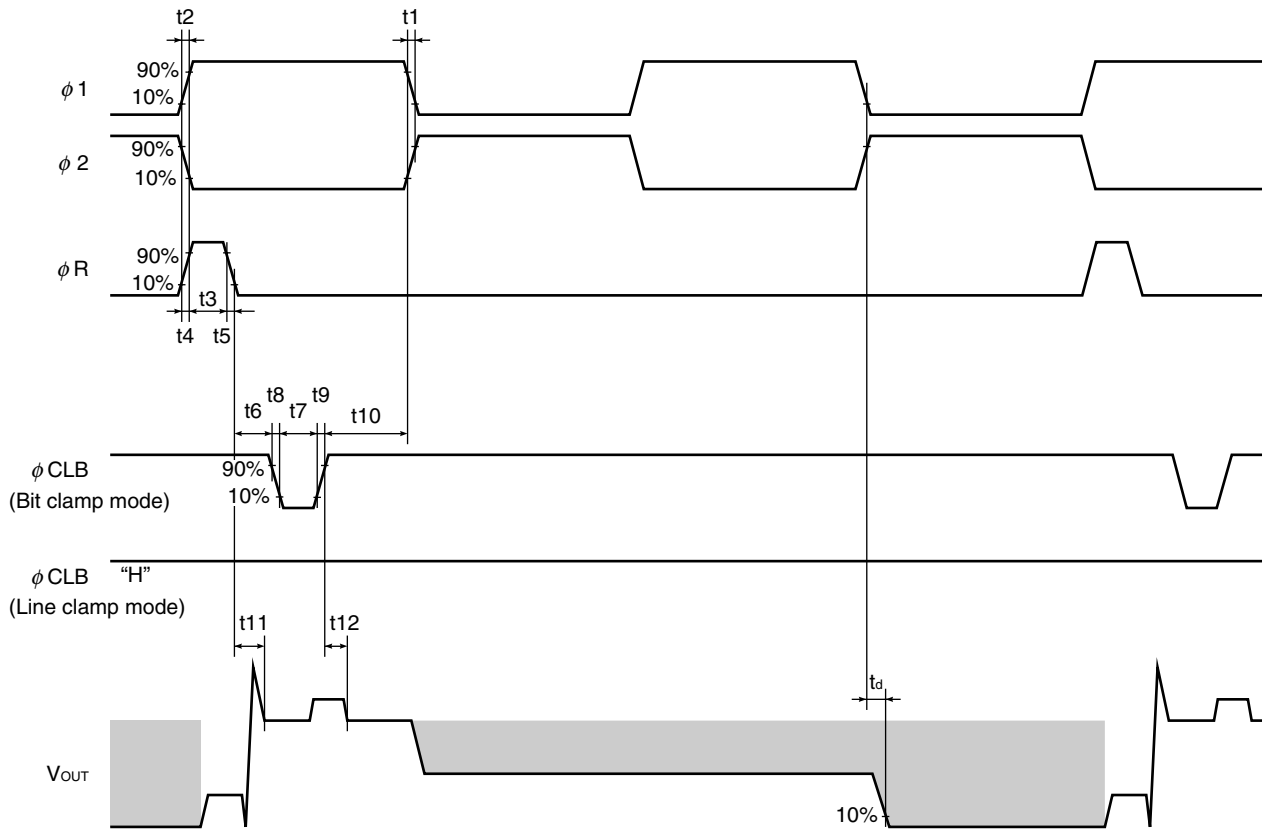 t2 t1
90%
ϕ 1
10%
90%
ϕ 2
10%
90%
ϕ R
10%
t3
t4 t5
t8 t9
t6 t7 t10
ϕ CLB
90%
(Bit clamp mode)
10%
ϕ CLB “H”
(Line clamp mode)
t11 t12
td
VOUT
10%